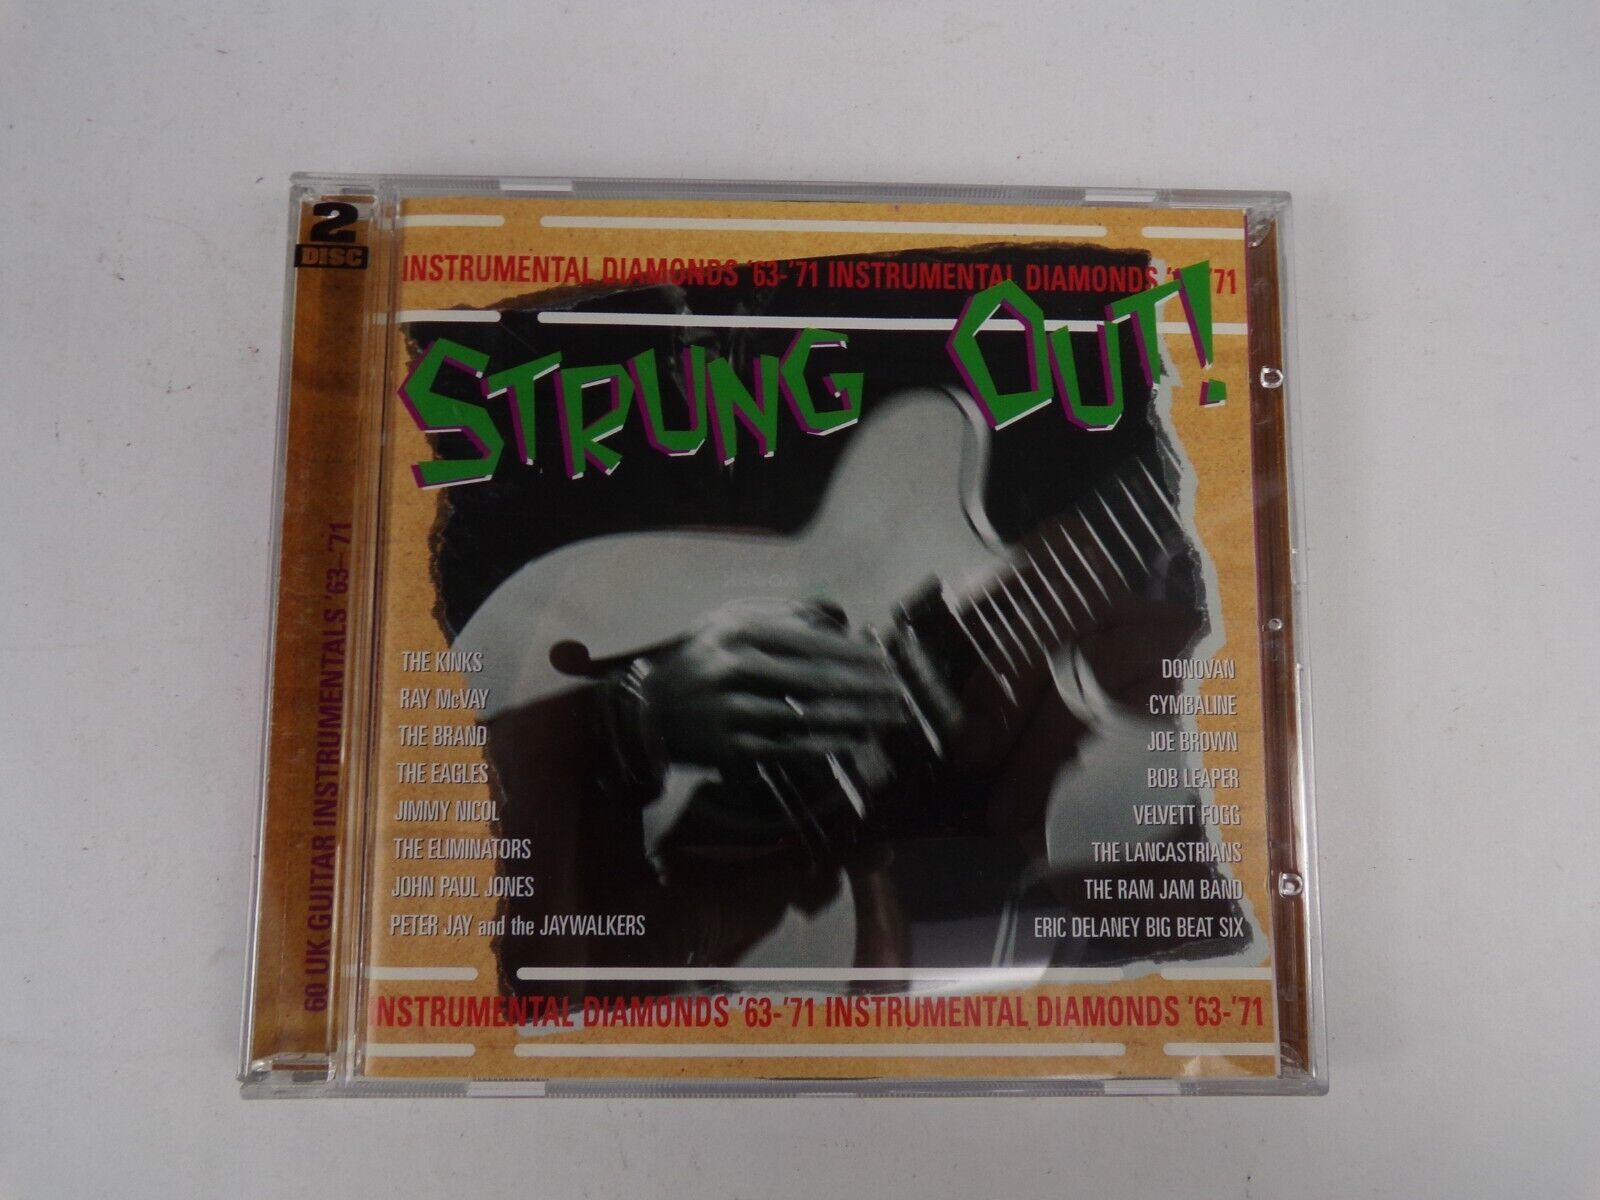 2
DISC
60 UK GUITAR INSTRUMENTALS '63-'71
INSTRUMENTAL DIAMONDS '63-'71 INSTRUMENTAL DIAMONDS '71
STRUNG OUT!
THE KINKS
RAY McVAY
THE BRAND
THE EAGLES
JIMMY NICOL
THE ELIMINATORS
JOHN PAUL JONES
PETER JAY and the JAYWALKERS
DONOVAN
CYMBALINE
JOE BROWN
BOB LEAPER
VELVETT FOGG
THE LANCASTRIANS
THE RAM JAM BAND
ERIC DELANEY BIG BEAT SIX
NSTRUMENTAL DIAMONDS '63-'71 INSTRUMENTAL DIAMONDS '63-'71